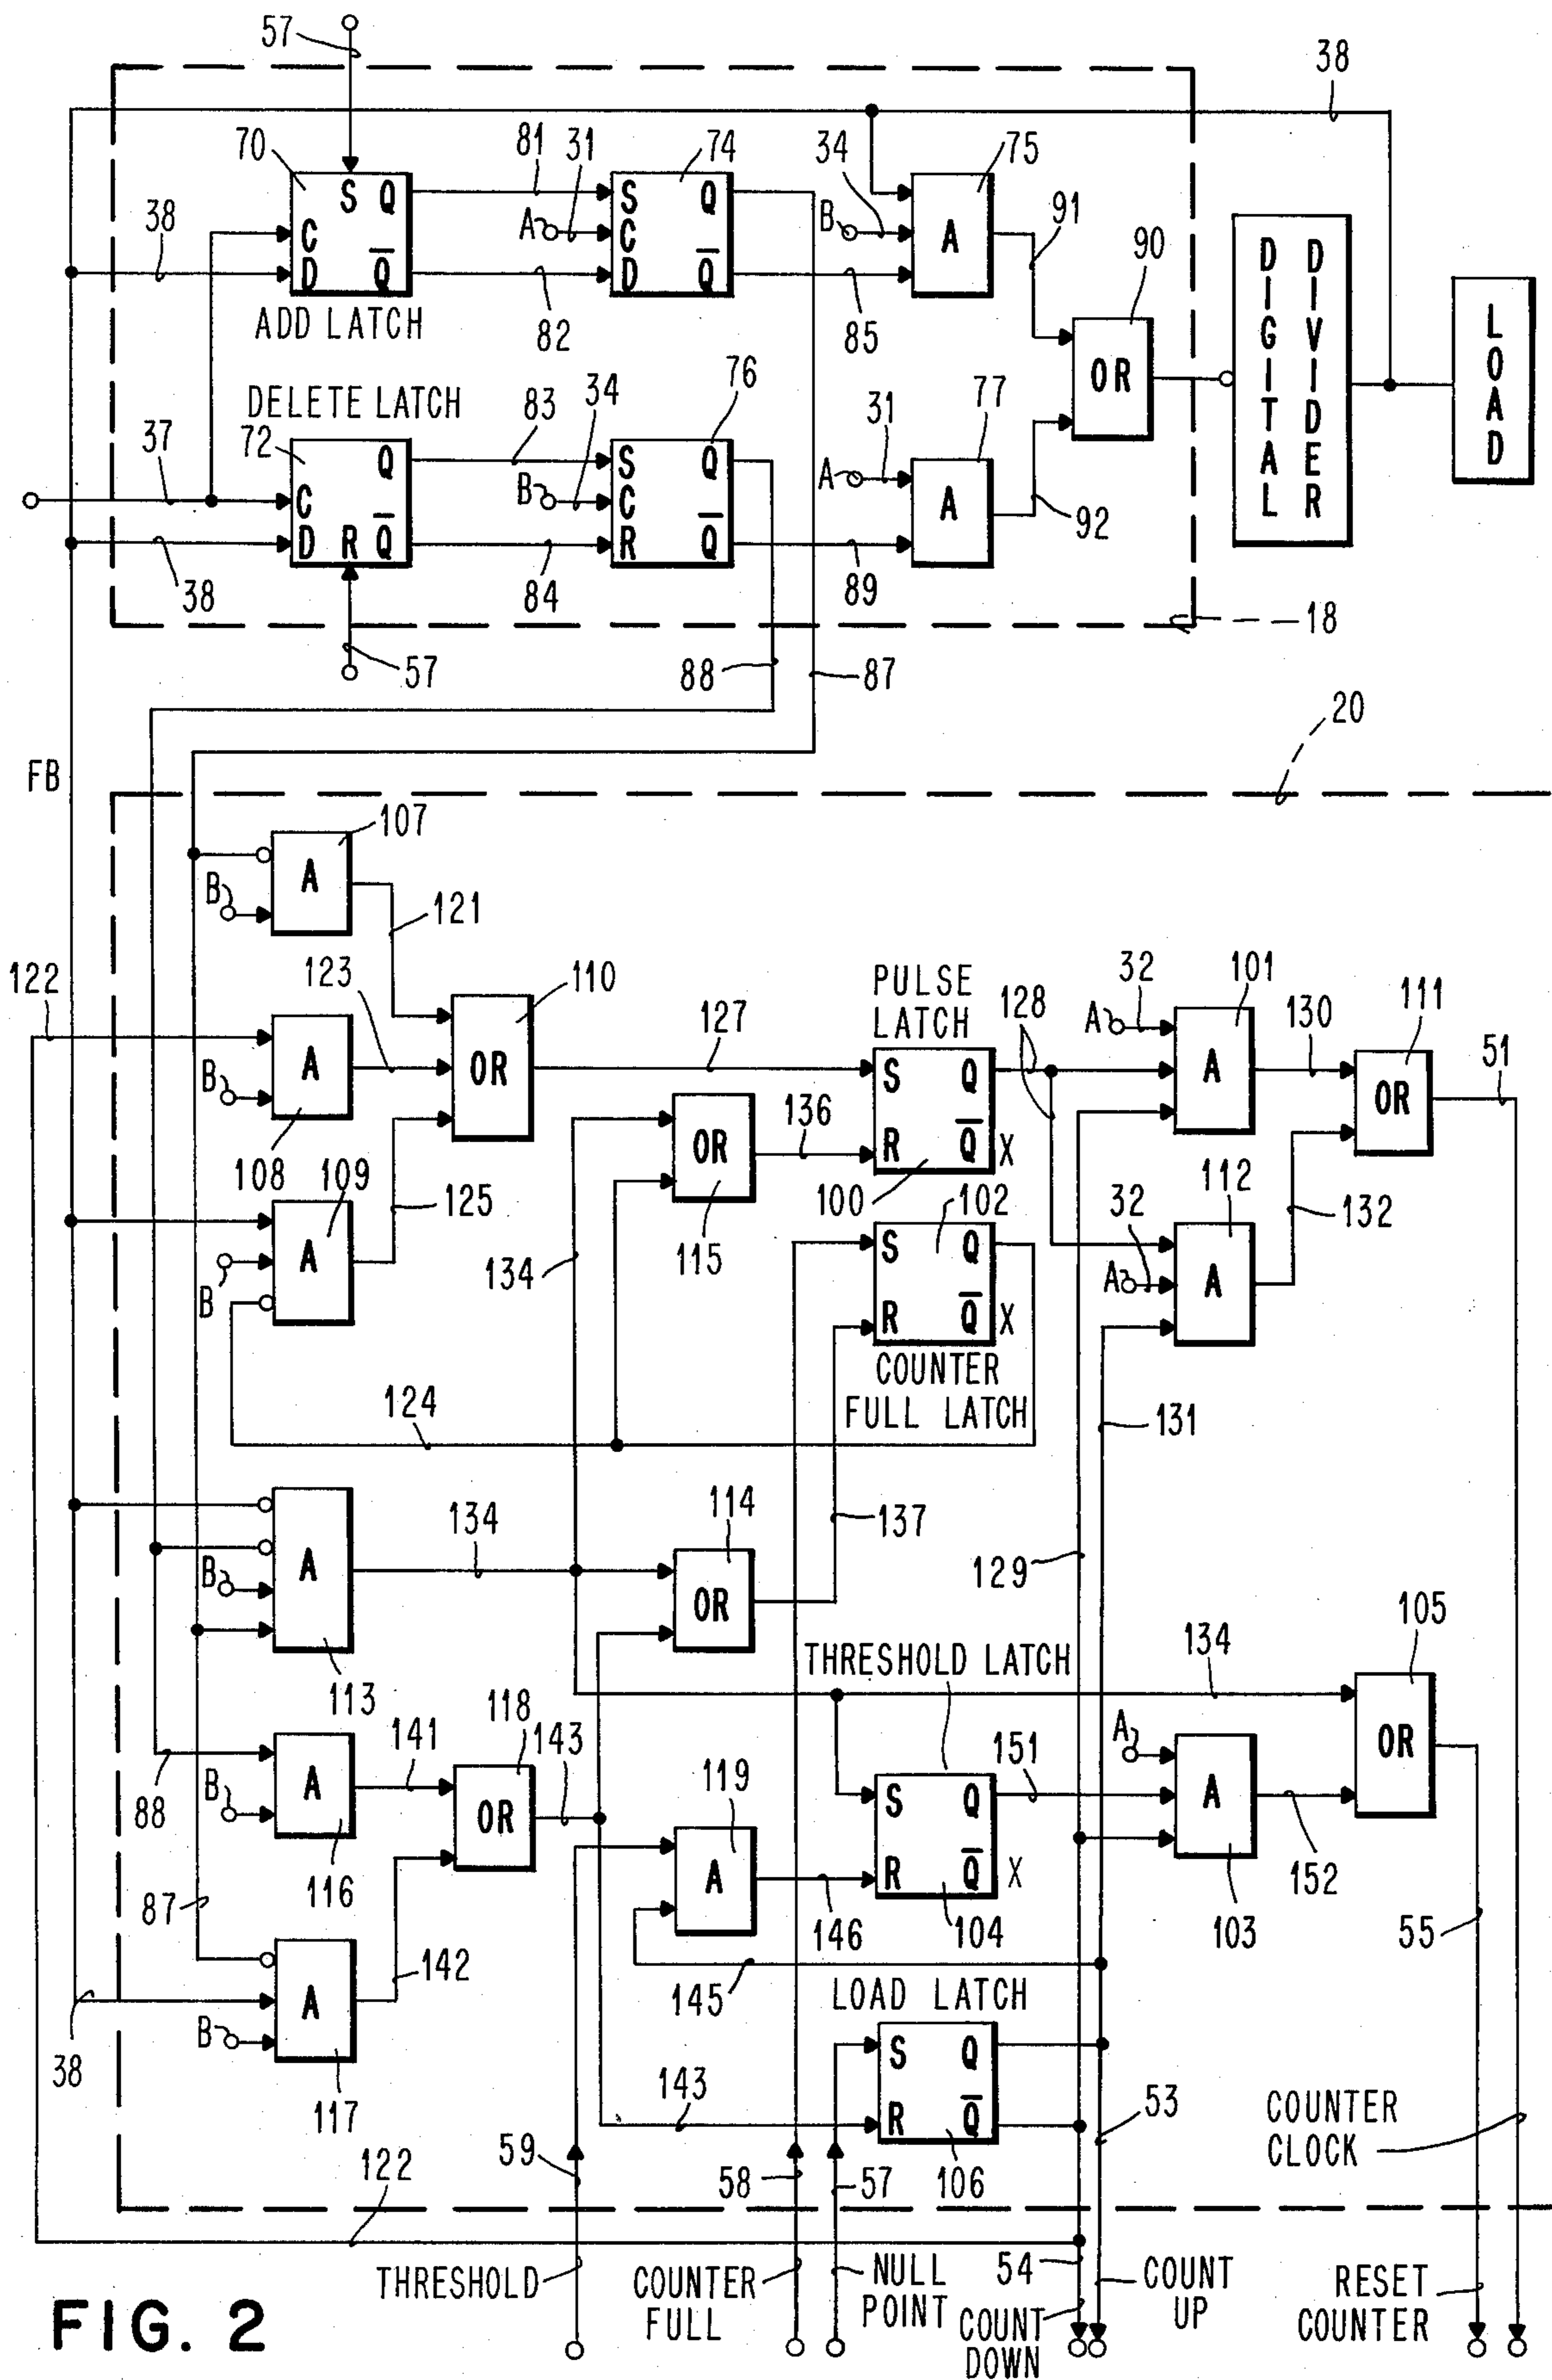 57
38
70
81
31
74
34
75
S Q
S Q
A
C
B
A
91
90
38
C
D Q̄
C
D Q̄
ADD LATCH
82
85
OR
DIGITAL DIVIDER
LOAD
DELETE LATCH
83
34
76
77
37
72
Q
S Q
31
A
C
B
C
A
92
D R Q̄
R Q̄
38
84
89
18
57
88
87
20
FB
107
A
B
121
122
123
110
PULSE
LATCH
128
32
101
130
111
51
127
A
A
OR
S Q
A
OR
B
136
OR
R Q̄ X
108
109
125
115
100
102
112
132
134
32
S Q
A
A
A
B
R Q̄ X
COUNTER
FULL LATCH
124
131
114
137
134
129
A
B
OR
105
113
THRESHOLD LATCH
134
118
143
141
A
OR
88
A
B
OR
119
S Q
151
A
152
116
A
R Q̄ X
87
146
104
103
55
142
145
LOAD LATCH
A
B
S Q
38
143
53
COUNTER
CLOCK
117
R Q̄
59
58
57
106
122
THRESHOLD
COUNTER
FULL
NULL
POINT
54
COUNT
DOWN
COUNT
UP
RESET
COUNTER
FIG. 2